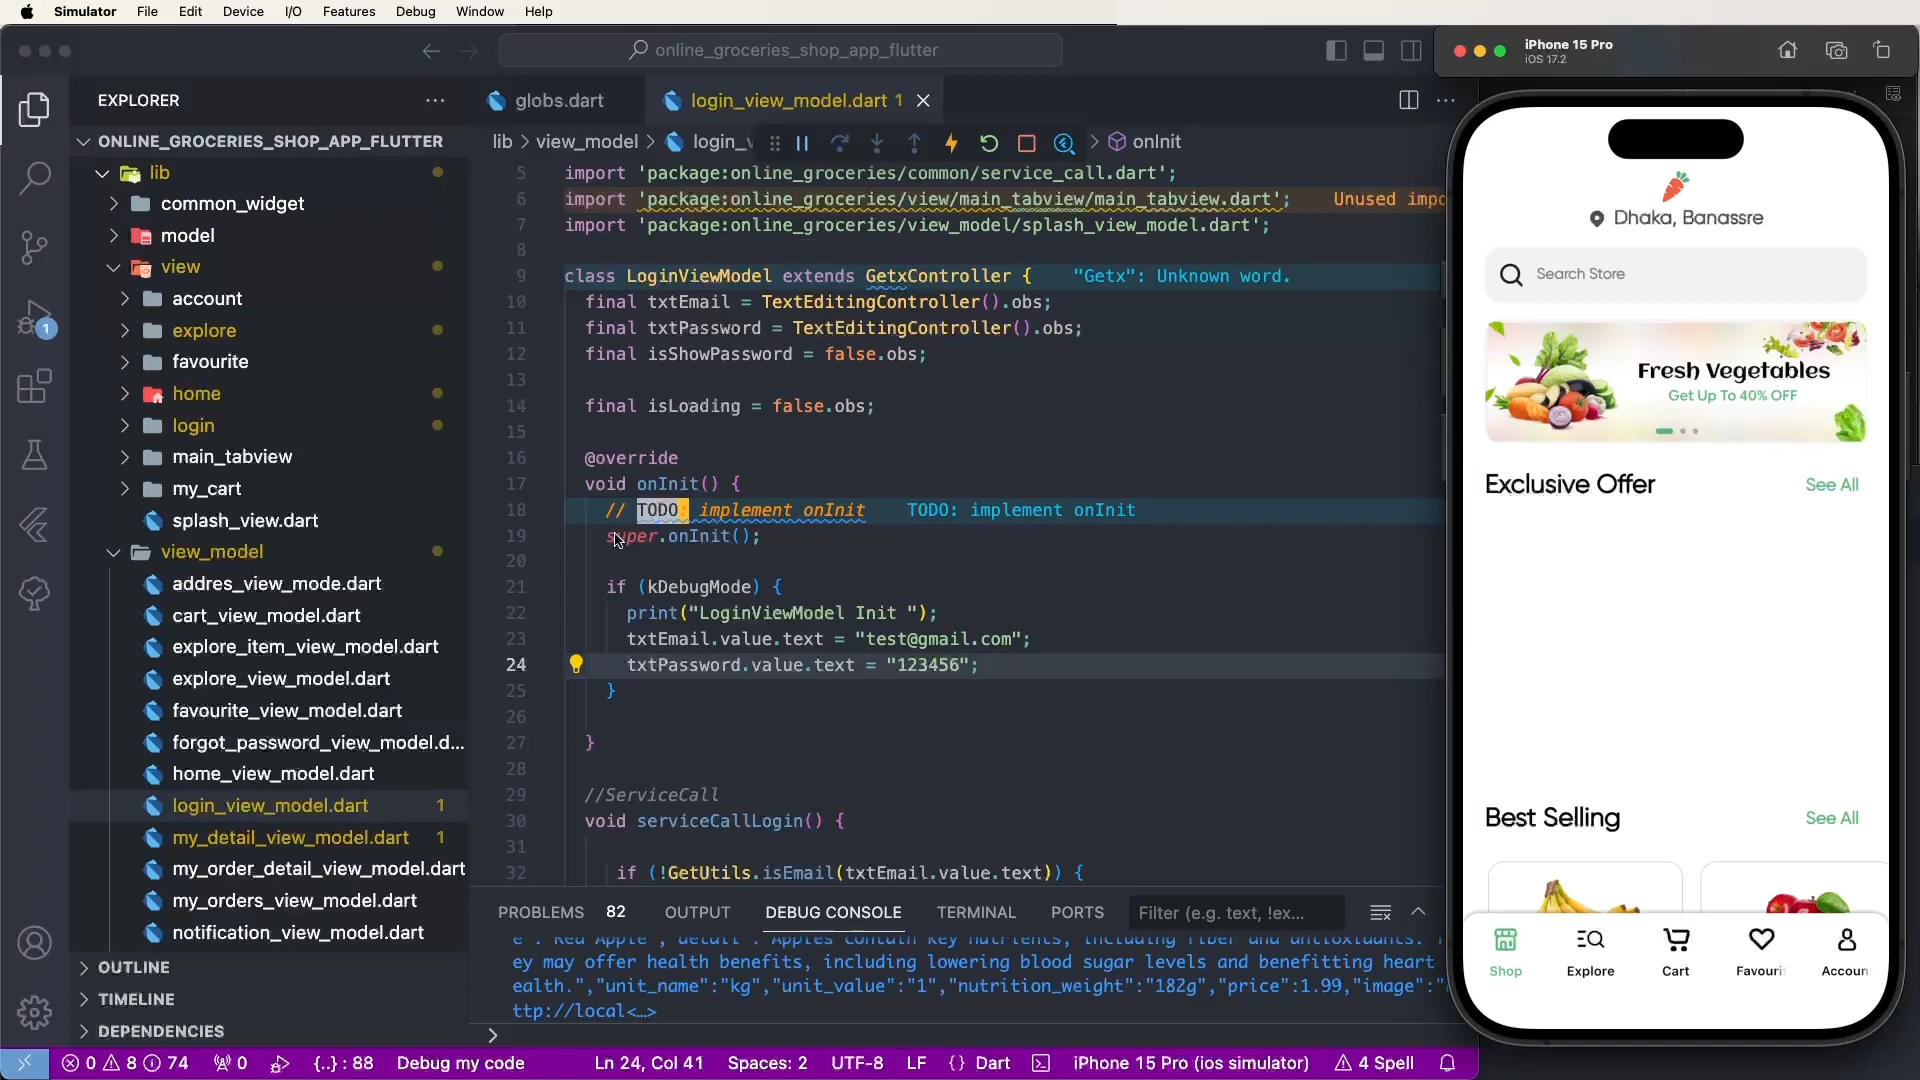 Simulator File Edit Device I/O Features Debug Window Help
online_groceries_shop_app_flutter
EXPLORER
ONLINE_GROCERIES_SHOP_APP_FLUTTER
lib
common_widget
model
view
account
explore
favourite
home
login
main_tabview
my_cart
splash_view.dart
view_model
addres_view_mode.dart
cart_view_model.dart
explore_item_view_model.dart
explore_view_model.dart
favourite_view_model.dart
forgot_password_view_model.d...
home_view_model.dart
login_view_model.dart 1
my_detail_view_model.dart 1
my_order_detail_view_model.dart
my_orders_view_model.dart
notification_view_model.dart
OUTLINE
TIMELINE
DEPENDENCIES
1
globs.dart login_view_model.dart 1
lib > view_model > login_v > onInit
5 import 'package:online_groceries/common/service_call.dart';
6 import 'package:online_groceries/view/main_tabview/main_tabview.dart'; Unused impo
7 import 'package:online_groceries/view_model/splash_view_model.dart';
8
9 class LoginViewModel extends GetxController { "Getx": Unknown word.
10 final txtEmail = TextEditingController().obs;
11 final txtPassword = TextEditingController().obs;
12 final isShowPassword = false.obs;
13
14 final isLoading = false.obs;
15
16 @override
17 void onInit() {
18 // TODO: implement onInit TODO: implement onInit
19 super.onInit();
20
21 if (kDebugMode) {
22 print("LoginViewModel Init ");
23 txtEmail.value.text = "test@gmail.com";
24 txtPassword.value.text = "123456";
25 }
26
27 }
28
29 //ServiceCall
30 void serviceCallLogin() {
31
32 if (!GetUtils.isEmail(txtEmail.value.text)) {
PROBLEMS 82 OUTPUT DEBUG CONSOLE TERMINAL PORTS Filter (e.g. text, !ex...
e : Red Apple , detail : Apples contain key nutrients, including fiber and antioxidants.
ey may offer health benefits, including lowering blood sugar levels and benefitting heart
ealth.","unit_name":"kg","unit_value":"1","nutrition_weight":"182g","price":1.99,"image":"
ttp://local<…>
>
0 8 74 0 {..} : 88 Debug my code Ln 24, Col 41 Spaces: 2 UTF-8 LF {} Dart iPhone 15 Pro (ios simulator) 4 Spell
iPhone 15 Pro
iOS 17.2
Dhaka, Banassre
Search Store
Fresh Vegetables
Get Up To 40% OFF
Exclusive Offer See All
Best Selling See All
Shop Explore Cart Favouri Accoun